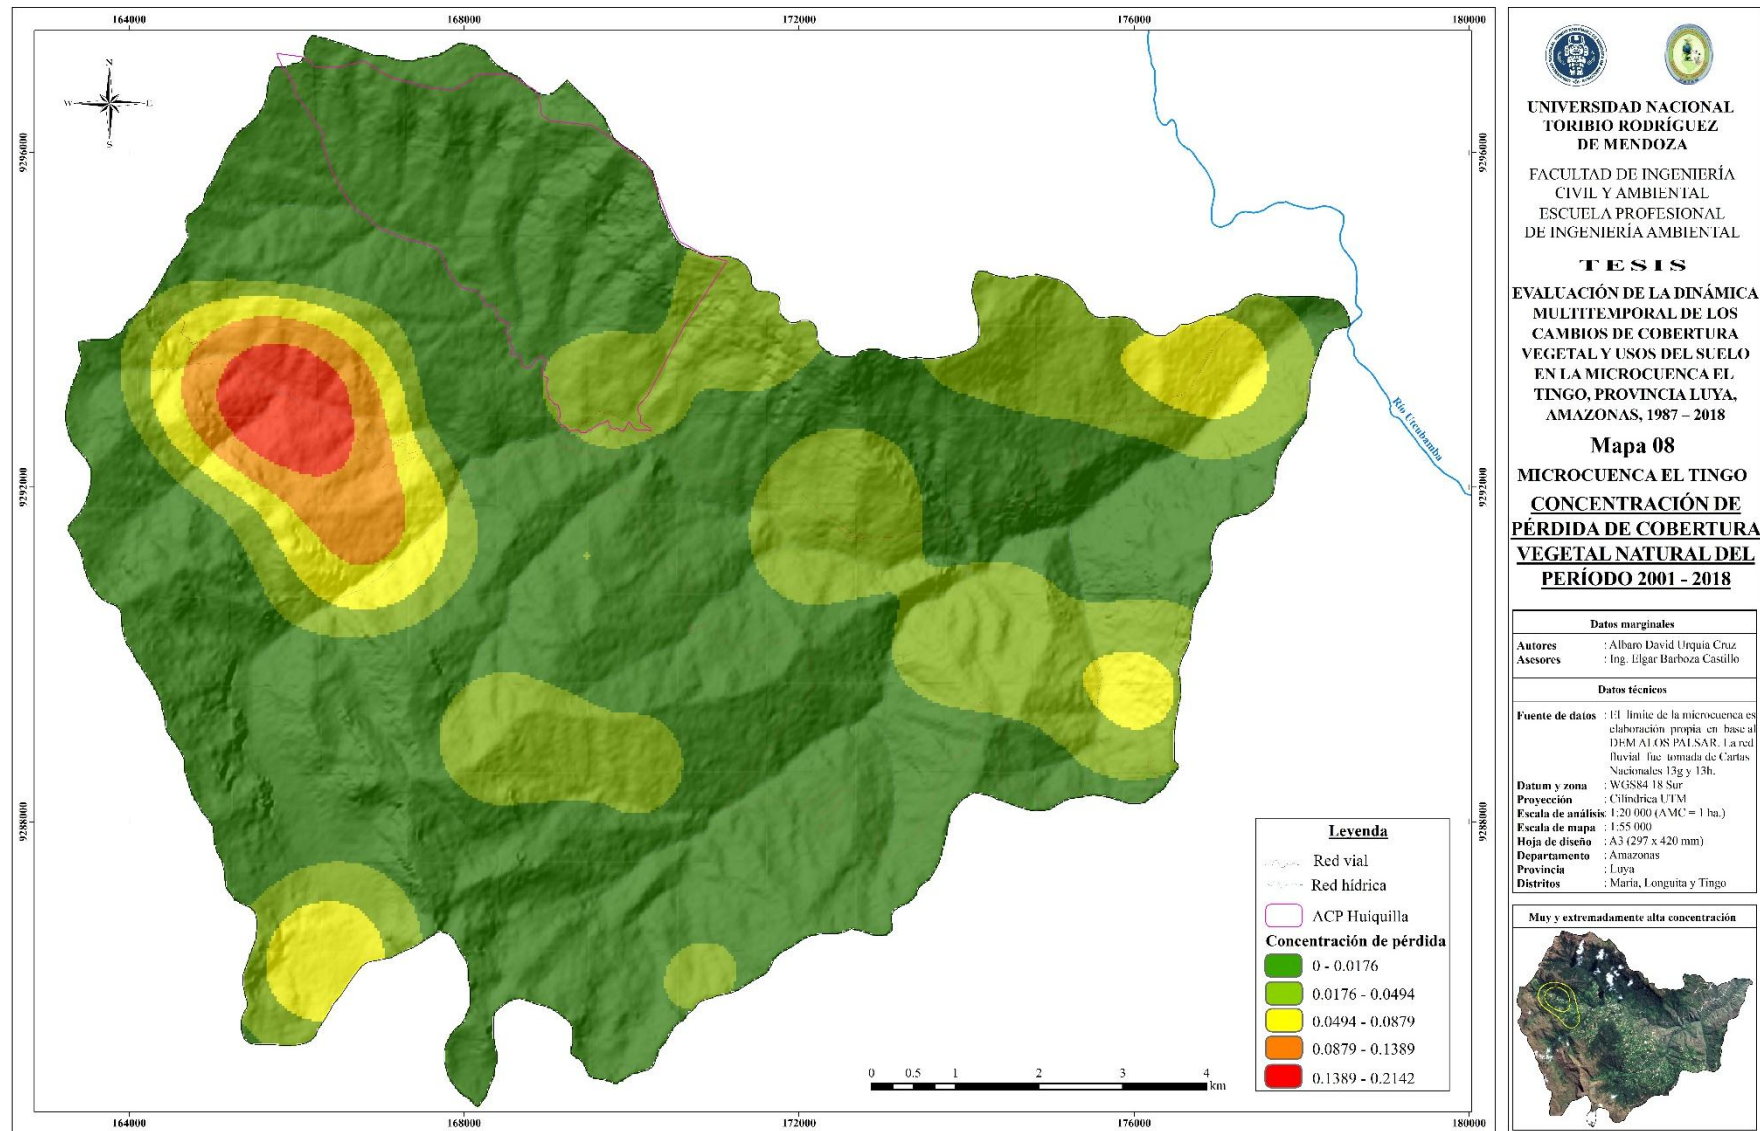 164000
168000
172000
176000
180000
9296000
9292000
9288000
N
W
E
S
9296000
9292000
9288000
Río Utcubamba
Leyenda
Red vial
Red hídrica
ACP Huiquilla
Concentración de pérdida
0 - 0.0176
0.0176 - 0.0494
0.0494 - 0.0879
0.0879 - 0.1389
0.1389 - 0.2142
0 0.5 1 2 3 4
km
164000
168000
172000
176000
180000
UNIVERSIDAD NACIONAL
TORIBIO RODRÍGUEZ
DE MENDOZA
FACULTAD DE INGENIERÍA
CIVIL Y AMBIENTAL
ESCUELA PROFESIONAL
DE INGENIERÍA AMBIENTAL
TESIS
EVALUACIÓN DE LA DINÁMICA
MULTITEMPORAL DE LOS
CAMBIOS DE COBERTURA
VEGETAL Y USOS DEL SUELO
EN LA MICROCUENCA EL
TINGO, PROVINCIA LUYA,
AMAZONAS, 1987 – 2018
Mapa 08
MICROCUENCA EL TINGO
CONCENTRACIÓN DE
PÉRDIDA DE COBERTURA
VEGETAL NATURAL DEL
PERÍODO 2001 - 2018
Datos marginales
Autores : Albaro David Urquia Cruz
Asesores : Ing. Elgar Barboza Castillo
Datos técnicos
Fuente de datos : El límite de la microcuenca es
elaboración propia en base al
DEM ALOS PALSAR. La red
fluvial fue tomada de Cartas
Nacionales 13g y 13h.
Datum y zona : WGS84 18 Sur
Proyección : Cilíndrica UTM
Escala de análisis: 1:20 000 (AMC = 1 ha.)
Escala de mapa : 1:55 000
Hoja de diseño : A3 (297 x 420 mm)
Departamento : Amazonas
Provincia : Luya
Distritos : María, Longuita y Tingo
Muy y extremadamente alta concentración